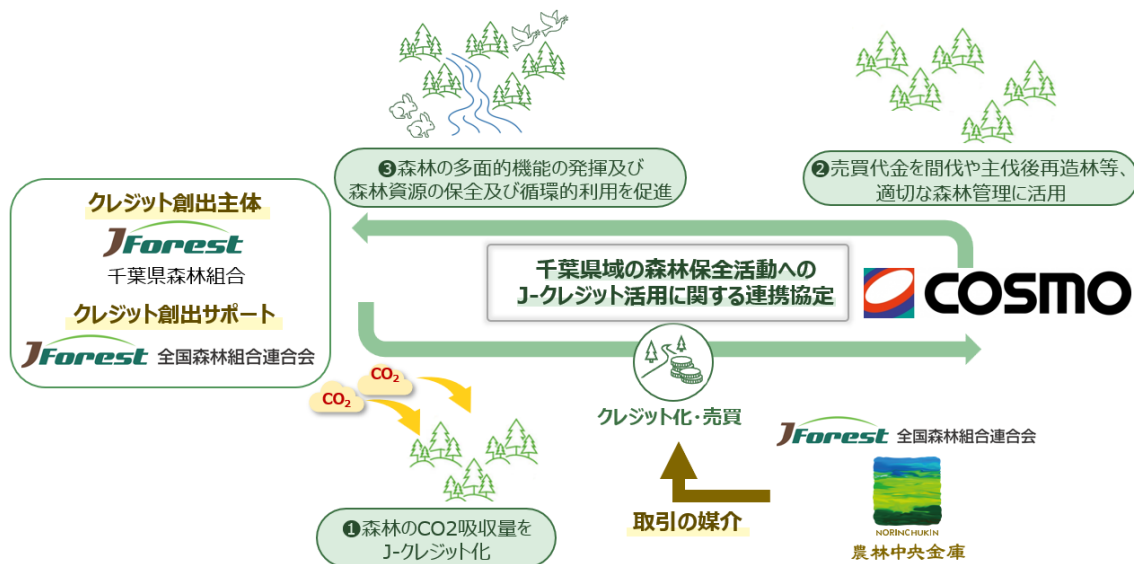 ❸森林の多面的機能の発揮及び
森林資源の保全及び循環的利用を促進
❷売買代金を間伐や主伐後再造林等、
適切な森林管理に活用
クレジット創出主体
JForest
千葉県森林組合
クレジット創出サポート
JForest 全国森林組合連合会
千葉県域の森林保全活動への
J-クレジット活用に関する連携協定
COSMO
CO₂
CO₂
クレジット化・売買
JForest 全国森林組合連合会
取引の媒介
NORINCHUKIN
農林中央金庫
❶森林のCO2吸収量を
J-クレジット化